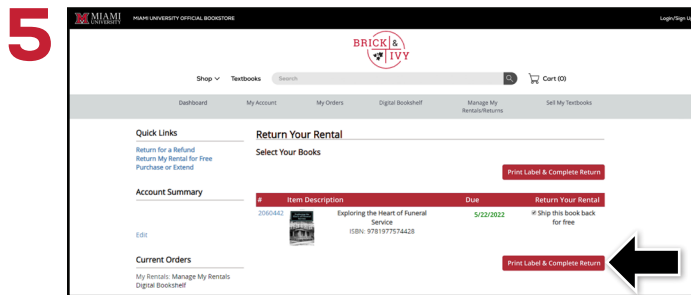 5
MIAMI UNIVERSITY
MIAMI UNIVERSITY OFFICIAL BOOKSTORE
Login/Sign Up
BRICK &
IVY
Shop
Textbooks
Search
Cart (0)
Dashboard
My Account
My Orders
Digital Bookshelf
Manage My
Rentals/Returns
Sell My Textbooks
Quick Links
Return for a Refund
Return My Rental for Free
Purchase or Extend
Account Summary
Edit
Current Orders
My Rentals: Manage My Rentals
Digital Bookshelf
Return Your Rental
Select Your Books
Print Label & Complete Return
# Item Description Due Return Your Rental
2060442 Exploring the Heart of Funeral 5/22/2022 Ship this book back
Service for free
ISBN: 9781977574428
Print Label & Complete Return